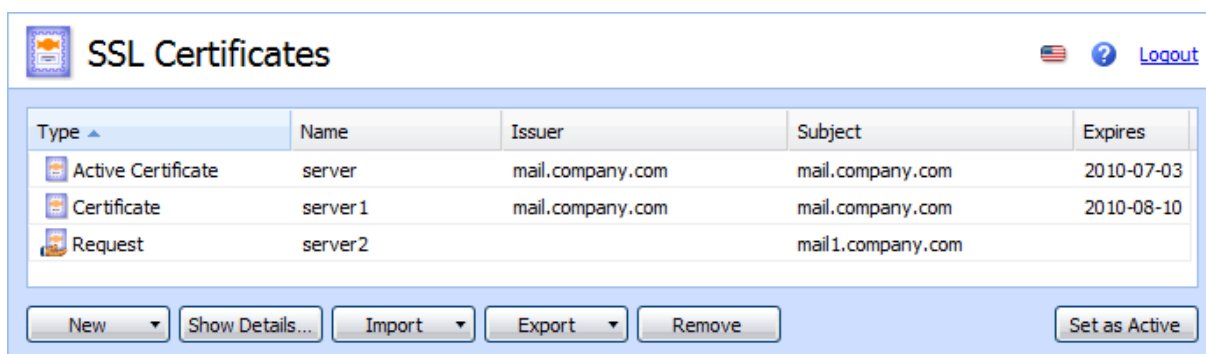 SSL Certificates
? Logout
Type Name Issuer Subject Expires
Active Certificate server mail.company.com mail.company.com 2010-07-03
Certificate server1 mail.company.com mail.company.com 2010-08-10
Request server2 mail1.company.com
New Show Details... Import Export Remove Set as Active